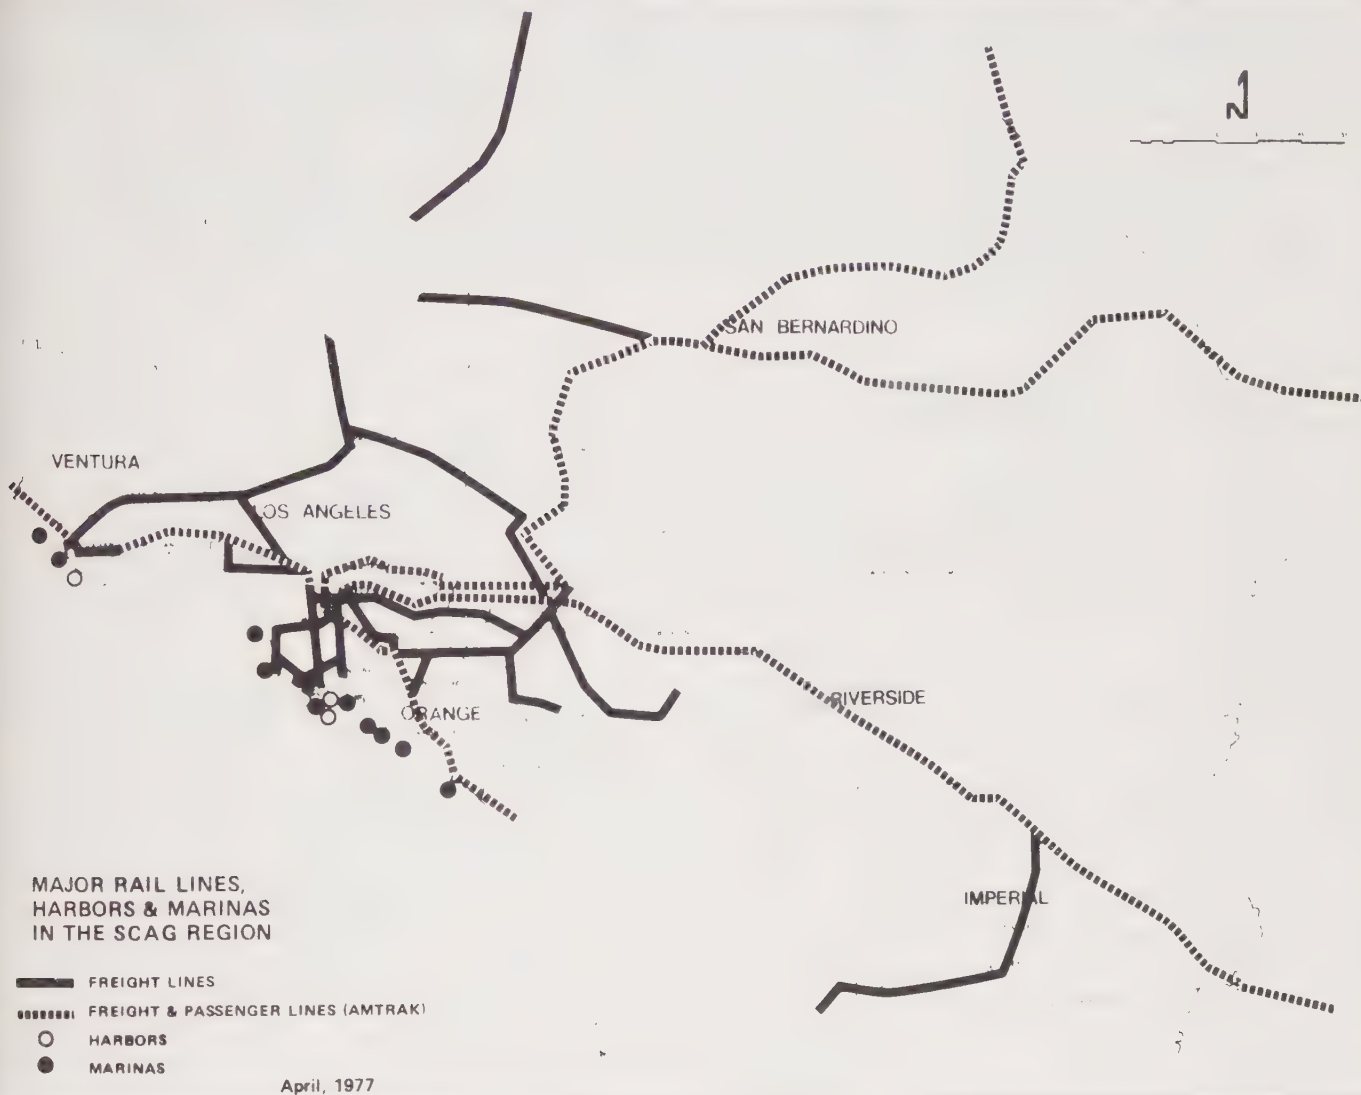 SAN BERNARDINO
VENTURA
LOS ANGELES
RIVERSIDE
ORANGE
IMPERIAL
MAJOR RAIL LINES,
HARBORS & MARINAS
IN THE SCAG REGION
FREIGHT LINES
FREIGHT & PASSENGER LINES (AMTRAK)
HARBORS
MARINAS
April, 1977